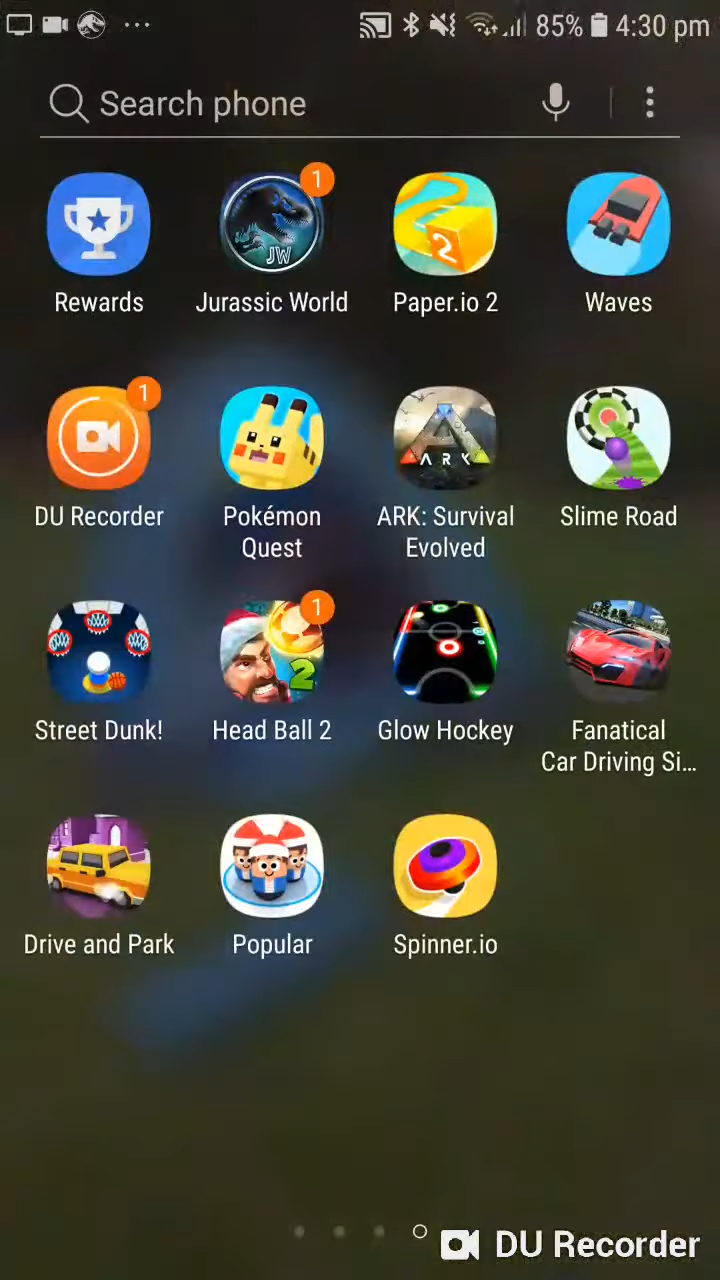 85% 4:30 pm
Search phone
1
JW
2
Rewards
Jurassic World
Paper.io 2
Waves
1
ARK
DU Recorder
Pokémon
Quest
ARK: Survival
Evolved
Slime Road
1
2
Street Dunk!
Head Ball 2
Glow Hockey
Fanatical
Car Driving Si...
Drive and Park
Popular
Spinner.io
DU Recorder